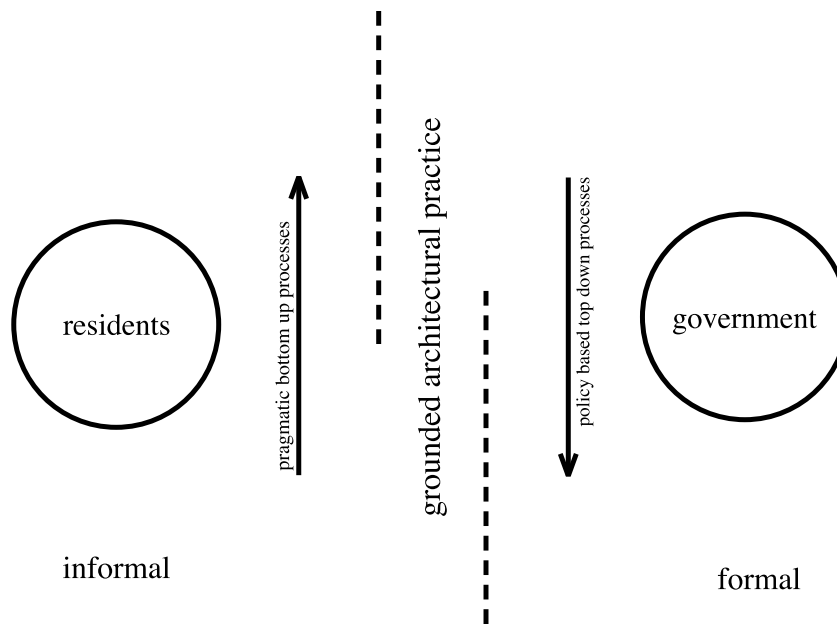 residents
pragmatic bottom up processes
grounded architectural practice
policy based top down processes
government
informal
formal